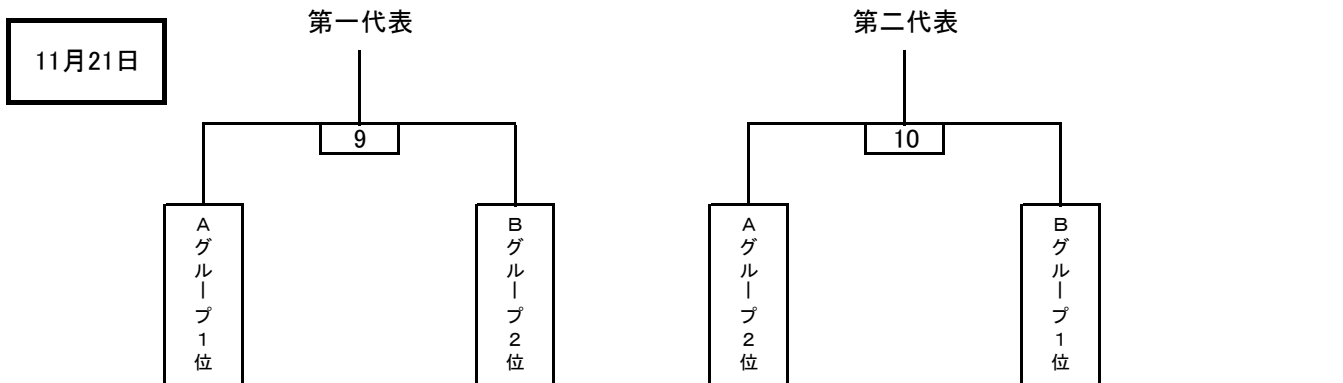 11月21日
第一代表
第二代表
9
10
Aグループ1位
Bグループ2位
Aグループ2位
Bグループ1位